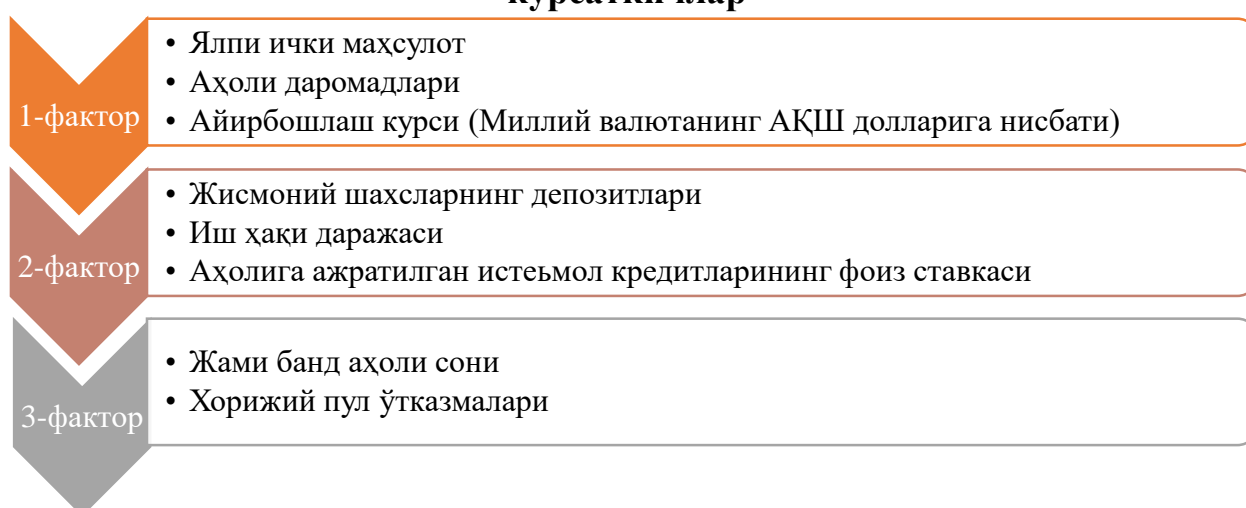 1-фактор
• Ялпи ички маҳсулот
• Аҳоли даромадлари
• Айирбошлаш курси (Миллий валютанинг АҚШ долларига нисбати)
2-фактор
• Жисмоний шахсларнинг депозитлари
• Иш ҳақи даражаси
• Аҳолига ажратилган истеьмол кредитларининг фоиз ставкаси
3-фактор
• Жами банд аҳоли сони
• Хорижий пул ўтказмалари